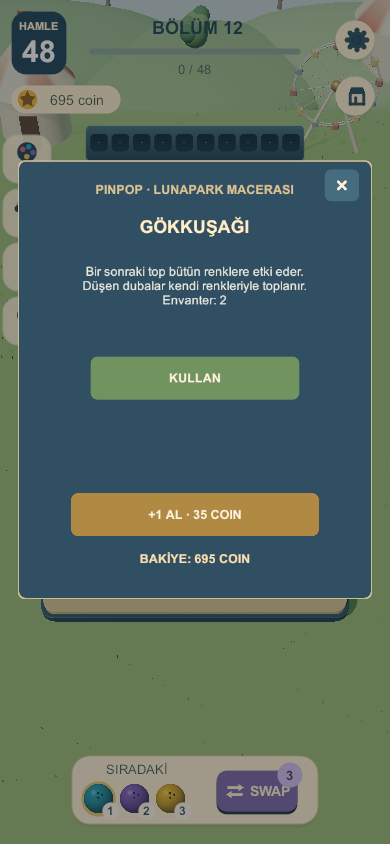 HAMLE
48
BÖLÜM 12
0 / 48
695 coin
PINPOP · LUNAPARK MACERASI
×
GÖKKUŞAĞI
Bir sonraki top bütün renklere etki eder.
Düşen dubalar kendi renkleriyle toplanır.
Envanter: 2
KULLAN
+1 AL · 35 COIN
BAKİYE: 695 COIN
SIRADAKİ
1
2
3
SWAP
3